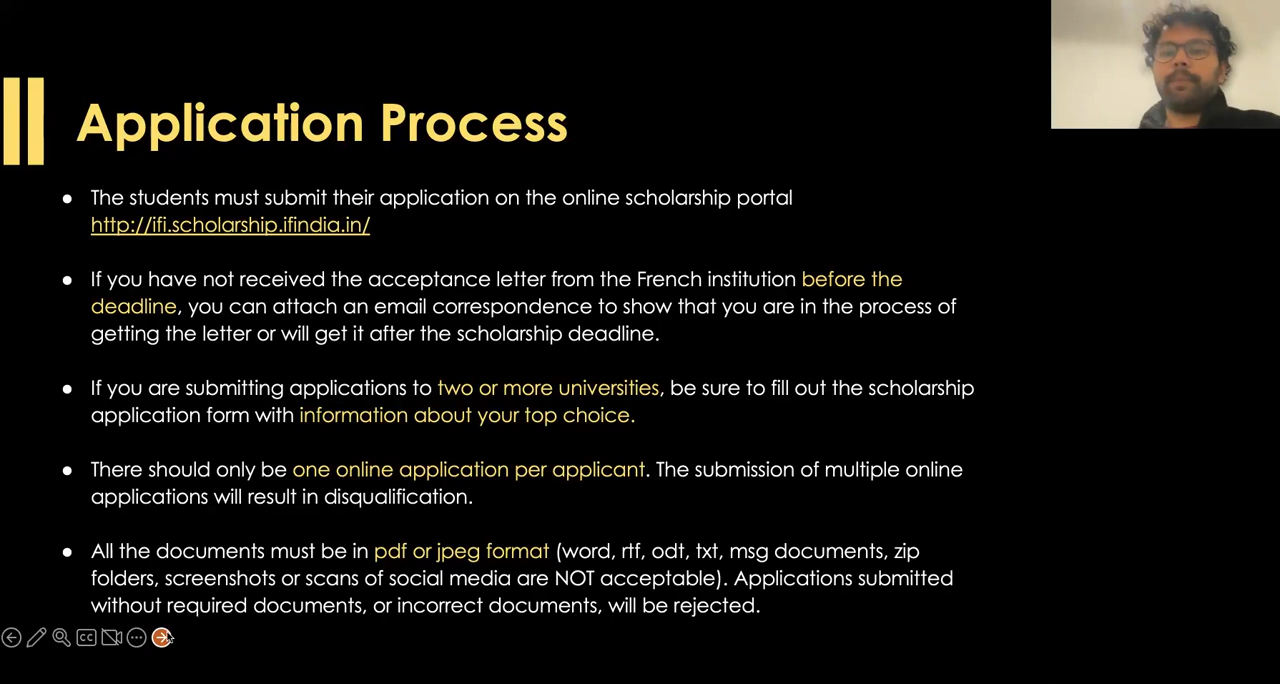 Application Process
● The students must submit their application on the online scholarship portal
http://ifi.scholarship.ifindia.in/
● If you have not received the acceptance letter from the French institution before the
deadline, you can attach an email correspondence to show that you are in the process of
getting the letter or will get it after the scholarship deadline.
● If you are submitting applications to two or more universities, be sure to fill out the scholarship
application form with information about your top choice.
● There should only be one online application per applicant. The submission of multiple online
applications will result in disqualification.
● All the documents must be in pdf or jpeg format (word, rtf, odt, txt, msg documents, zip
folders, screenshots or scans of social media are NOT acceptable). Applications submitted
without required documents, or incorrect documents, will be rejected.
CC